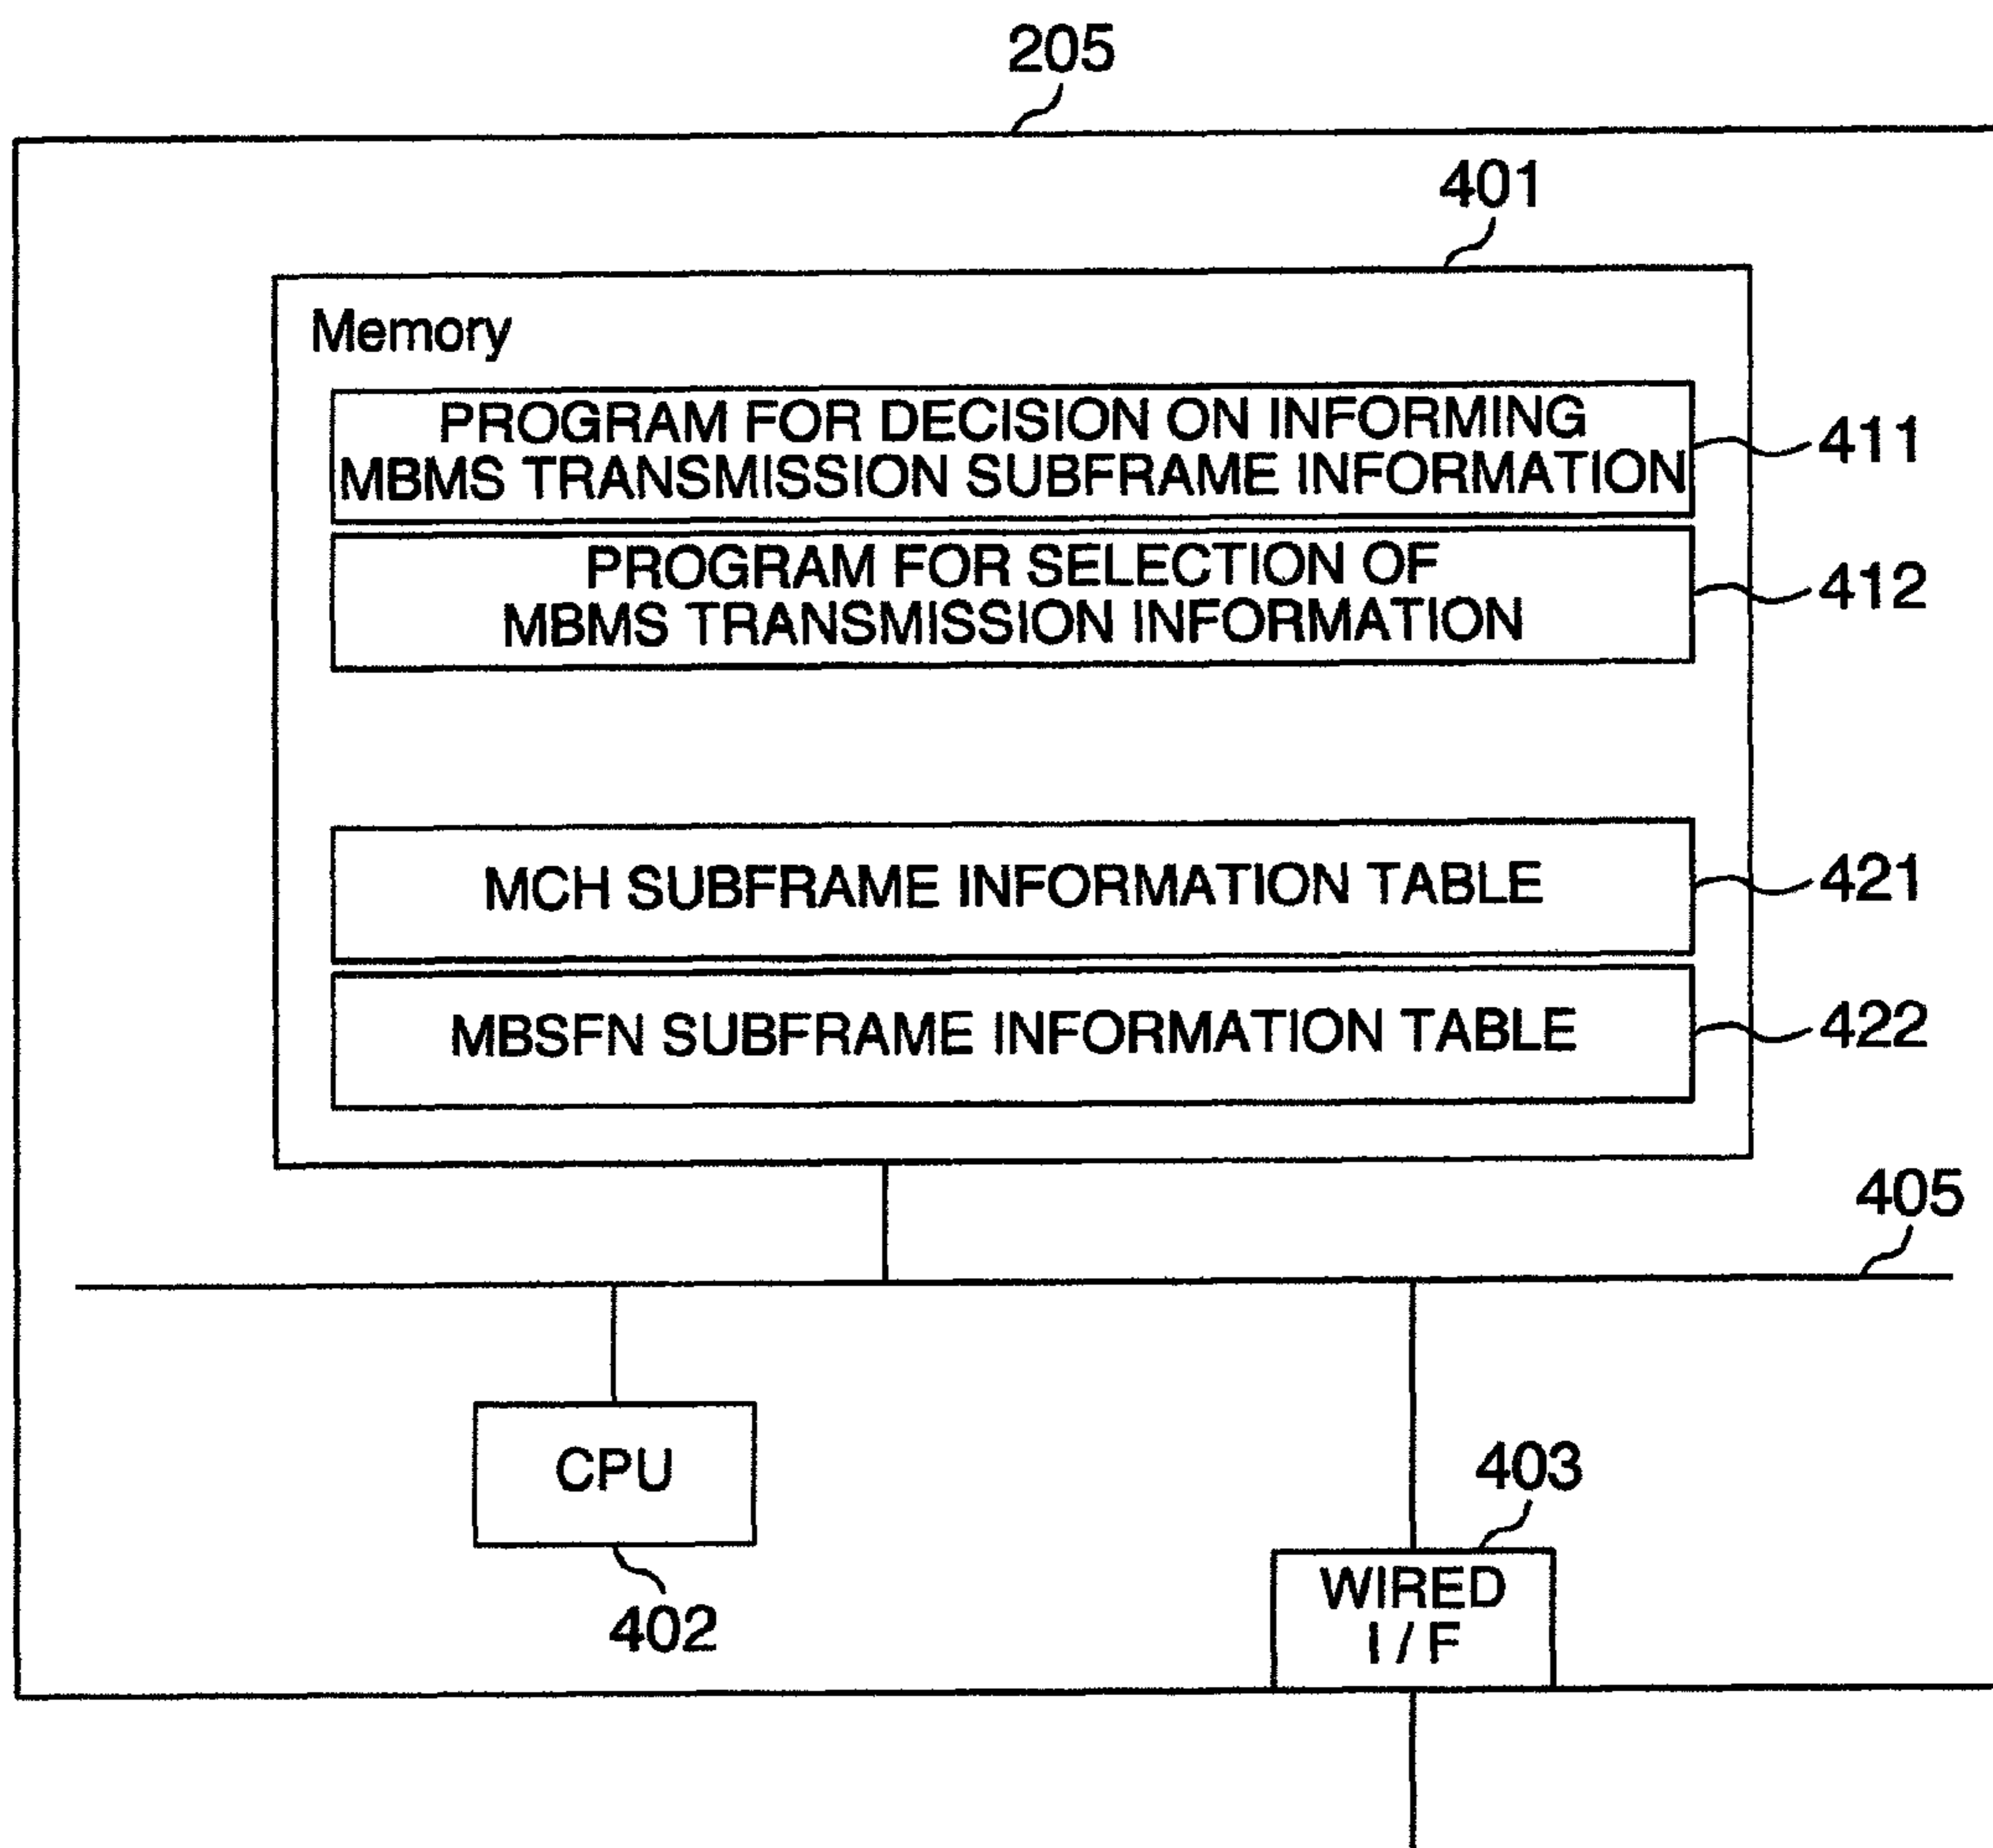 205
401
Memory
PROGRAM FOR DECISION ON INFORMING
MBMS TRANSMISSION SUBFRAME INFORMATION
411
PROGRAM FOR SELECTION OF
MBMS TRANSMISSION INFORMATION
412
MCH SUBFRAME INFORMATION TABLE
421
MBSFN SUBFRAME INFORMATION TABLE
422
405
CPU
402
403
WIRED
I / F